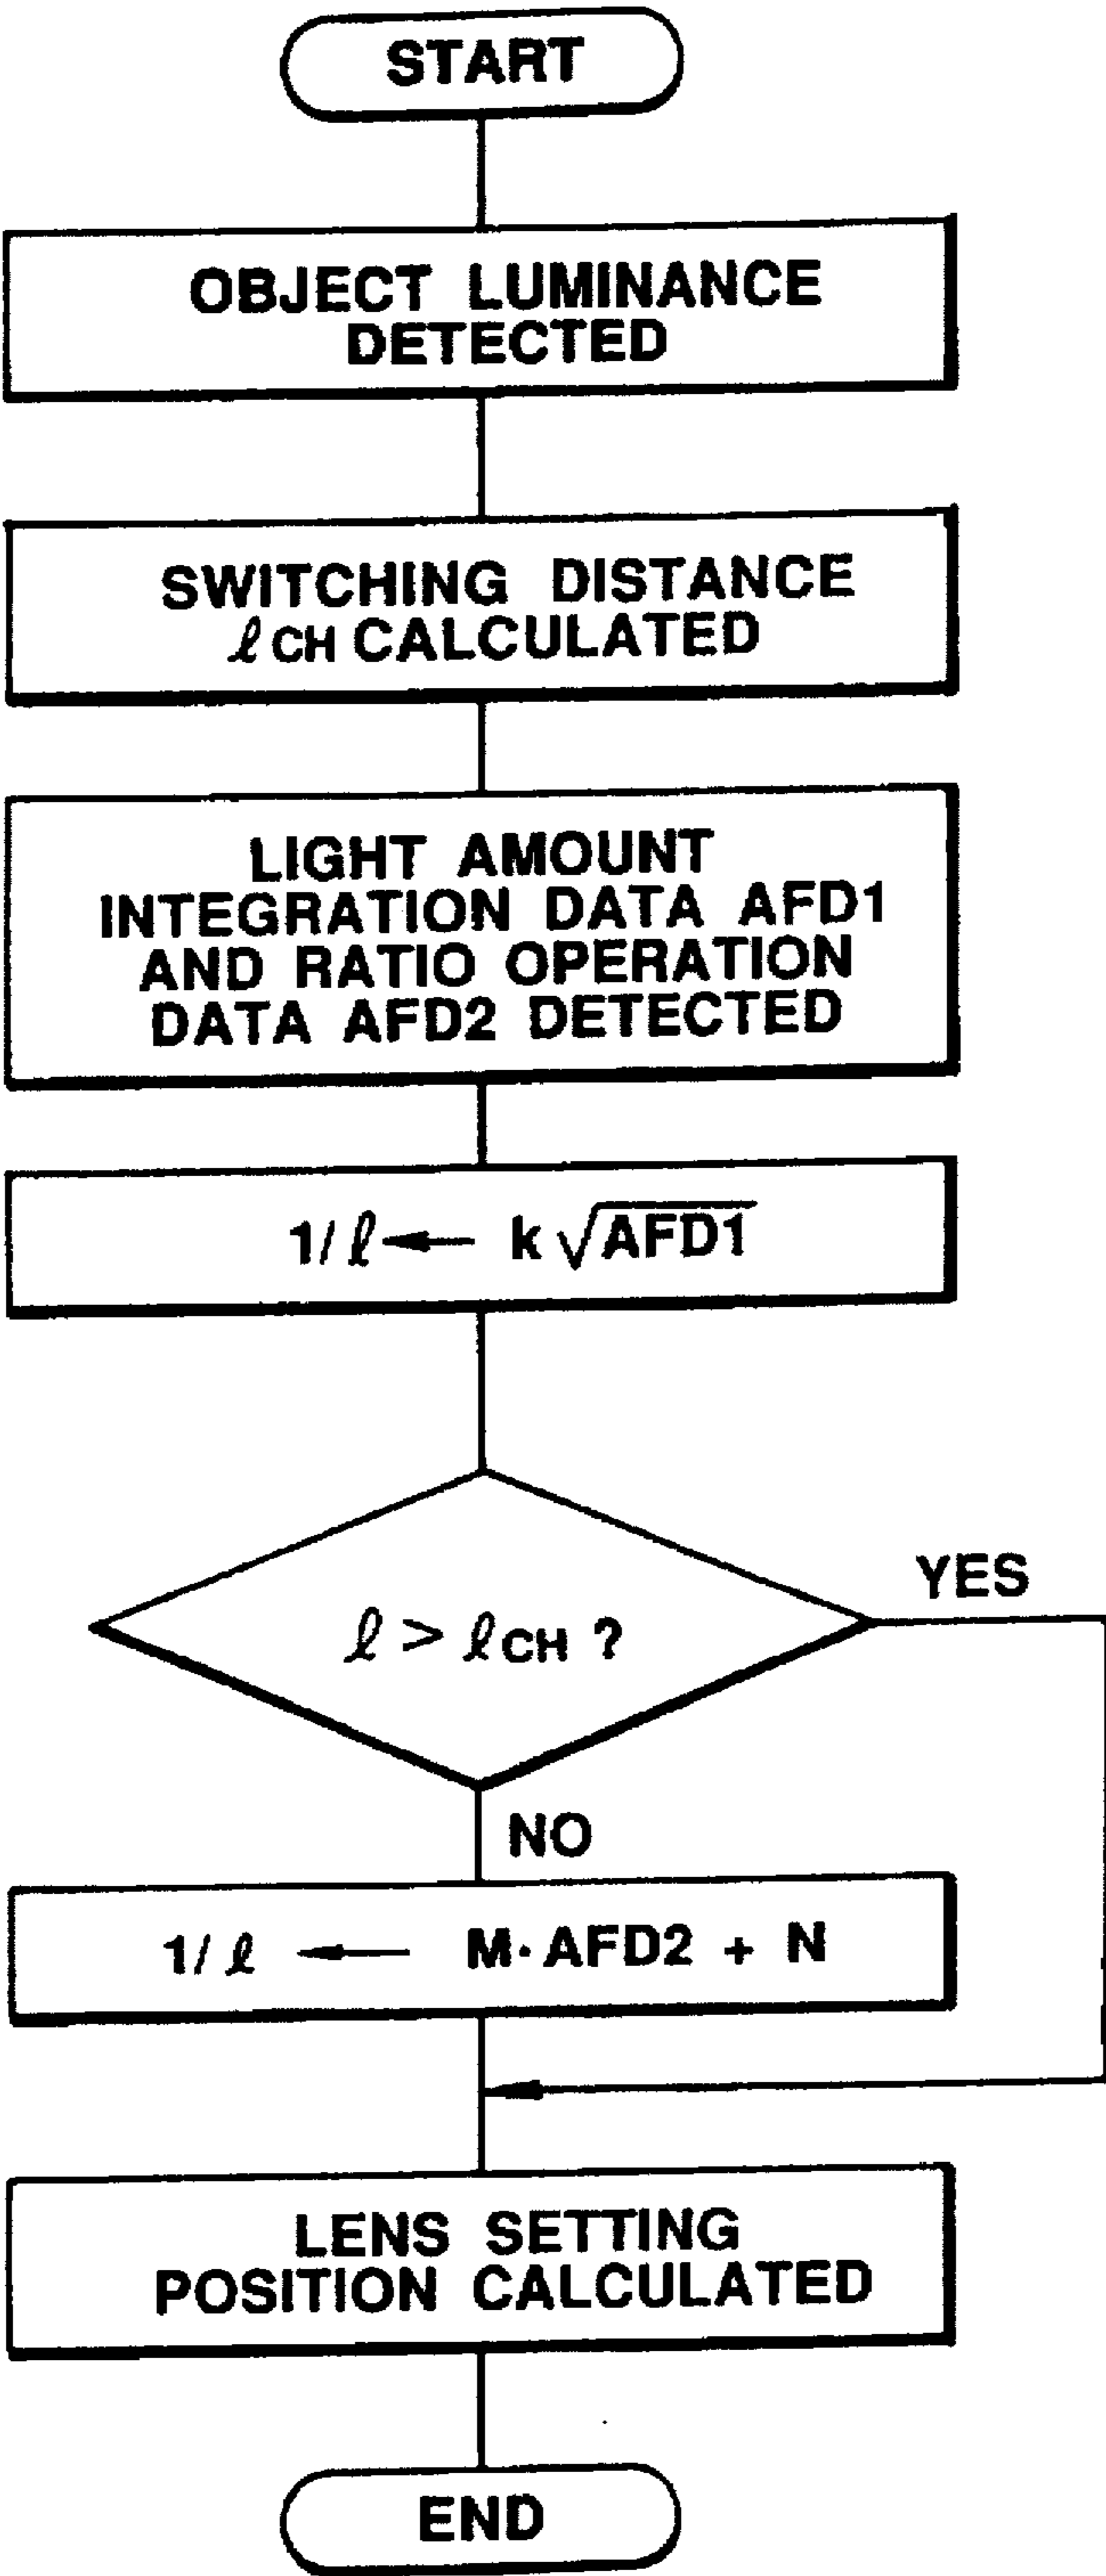 START
OBJECT LUMINANCE
DETECTED
SWITCHING DISTANCE
ℓCH CALCULATED
LIGHT AMOUNT
INTEGRATION DATA AFD1
AND RATIO OPERATION
DATA AFD2 DETECTED
1/ℓ ← k √AFD1
YES
ℓ > ℓCH ?
NO
1/ℓ ← M·AFD2 + N
LENS SETTING
POSITION CALCULATED
END